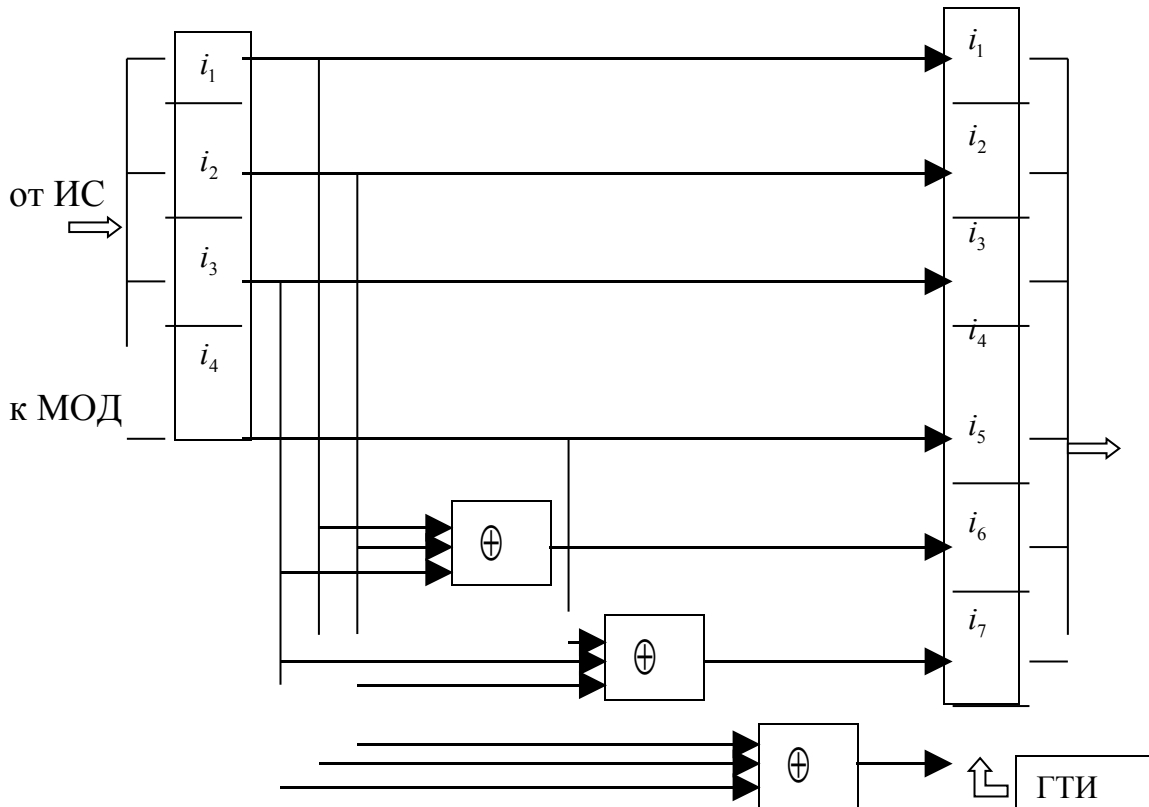 i₁
i₂
i₃
i₄
от ИС
к МОД
i₁
i₂
i₃
i₄
i₅
i₆
i₇
⊕
⊕
⊕
ГТИ